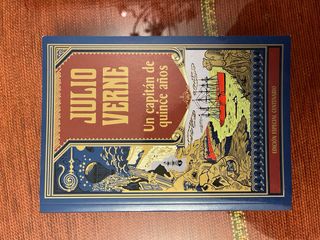 JULIO
VERNE
Un capitán de
quince años
EDICIÓN ESPECIAL CENTENARIO